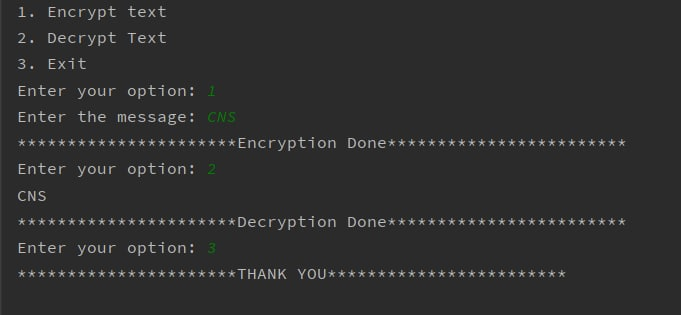 1. Encrypt text
2. Decrypt Text
3. Exit
Enter your option: 1
Enter the message: CNS
**********************Encryption Done************************
Enter your option: 2
CNS
**********************Decryption Done************************
Enter your option: 3
**********************THANK YOU************************